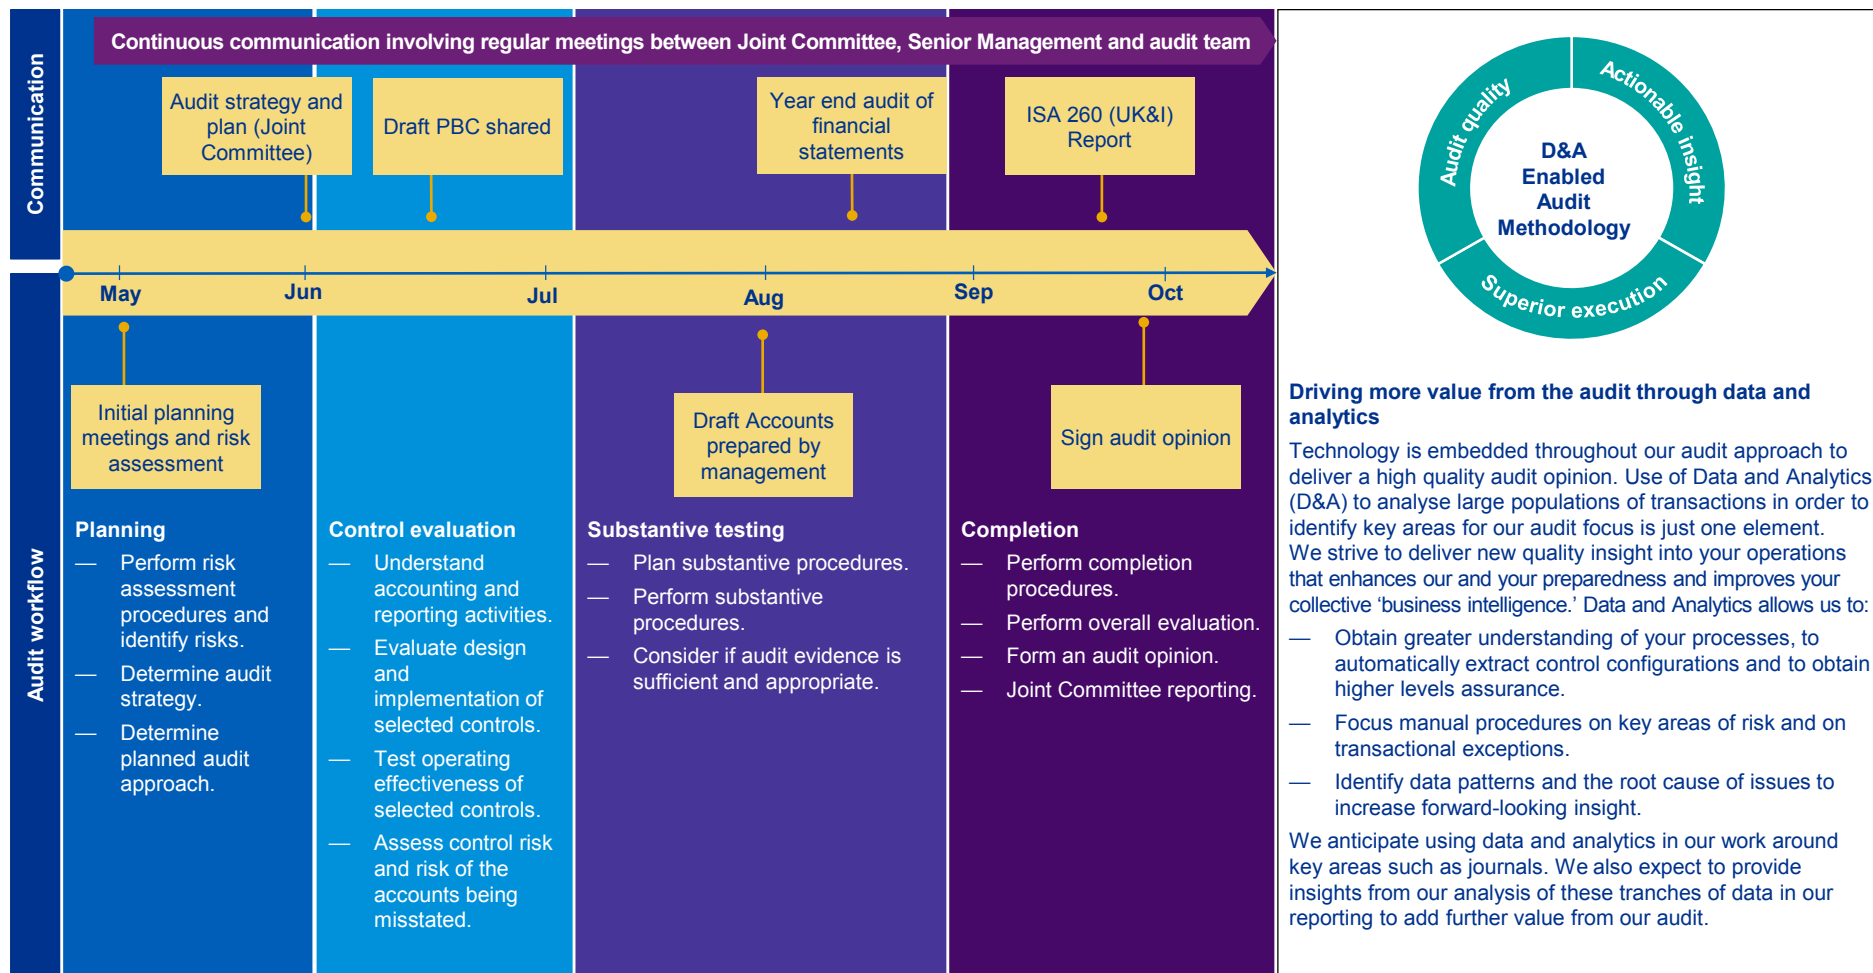 Communication
Continuous communication involving regular meetings between Joint Committee, Senior Management and audit team
Audit strategy and
plan (Joint
Committee)
Draft PBC shared
Year end audit of
financial
statements
ISA 260 (UK&I)
Report
May
Jun
Jul
Aug
Sep
Oct
Audit workflow
Initial planning
meetings and risk
assessment
Draft Accounts
prepared by
management
Sign audit opinion
Planning
— Perform risk
assessment
procedures and
identify risks.
— Determine audit
strategy.
— Determine
planned audit
approach.
Control evaluation
— Understand
accounting and
reporting activities.
— Evaluate design
and
implementation of
selected controls.
— Test operating
effectiveness of
selected controls.
— Assess control risk
and risk of the
accounts being
misstated.
Substantive testing
— Plan substantive procedures.
— Perform substantive
procedures.
— Consider if audit evidence is
sufficient and appropriate.
Completion
— Perform completion
procedures.
— Perform overall evaluation.
— Form an audit opinion.
— Joint Committee reporting.
Audit quality
Actionable insight
Superior execution
D&A
Enabled
Audit
Methodology
Driving more value from the audit through data and
analytics
Technology is embedded throughout our audit approach to
deliver a high quality audit opinion. Use of Data and Analytics
(D&A) to analyse large populations of transactions in order to
identify key areas for our audit focus is just one element.
We strive to deliver new quality insight into your operations
that enhances our and your preparedness and improves your
collective ‘business intelligence.’ Data and Analytics allows us to:
— Obtain greater understanding of your processes, to
automatically extract control configurations and to obtain
higher levels assurance.
— Focus manual procedures on key areas of risk and on
transactional exceptions.
— Identify data patterns and the root cause of issues to
increase forward-looking insight.
We anticipate using data and analytics in our work around
key areas such as journals. We also expect to provide
insights from our analysis of these tranches of data in our
reporting to add further value from our audit.